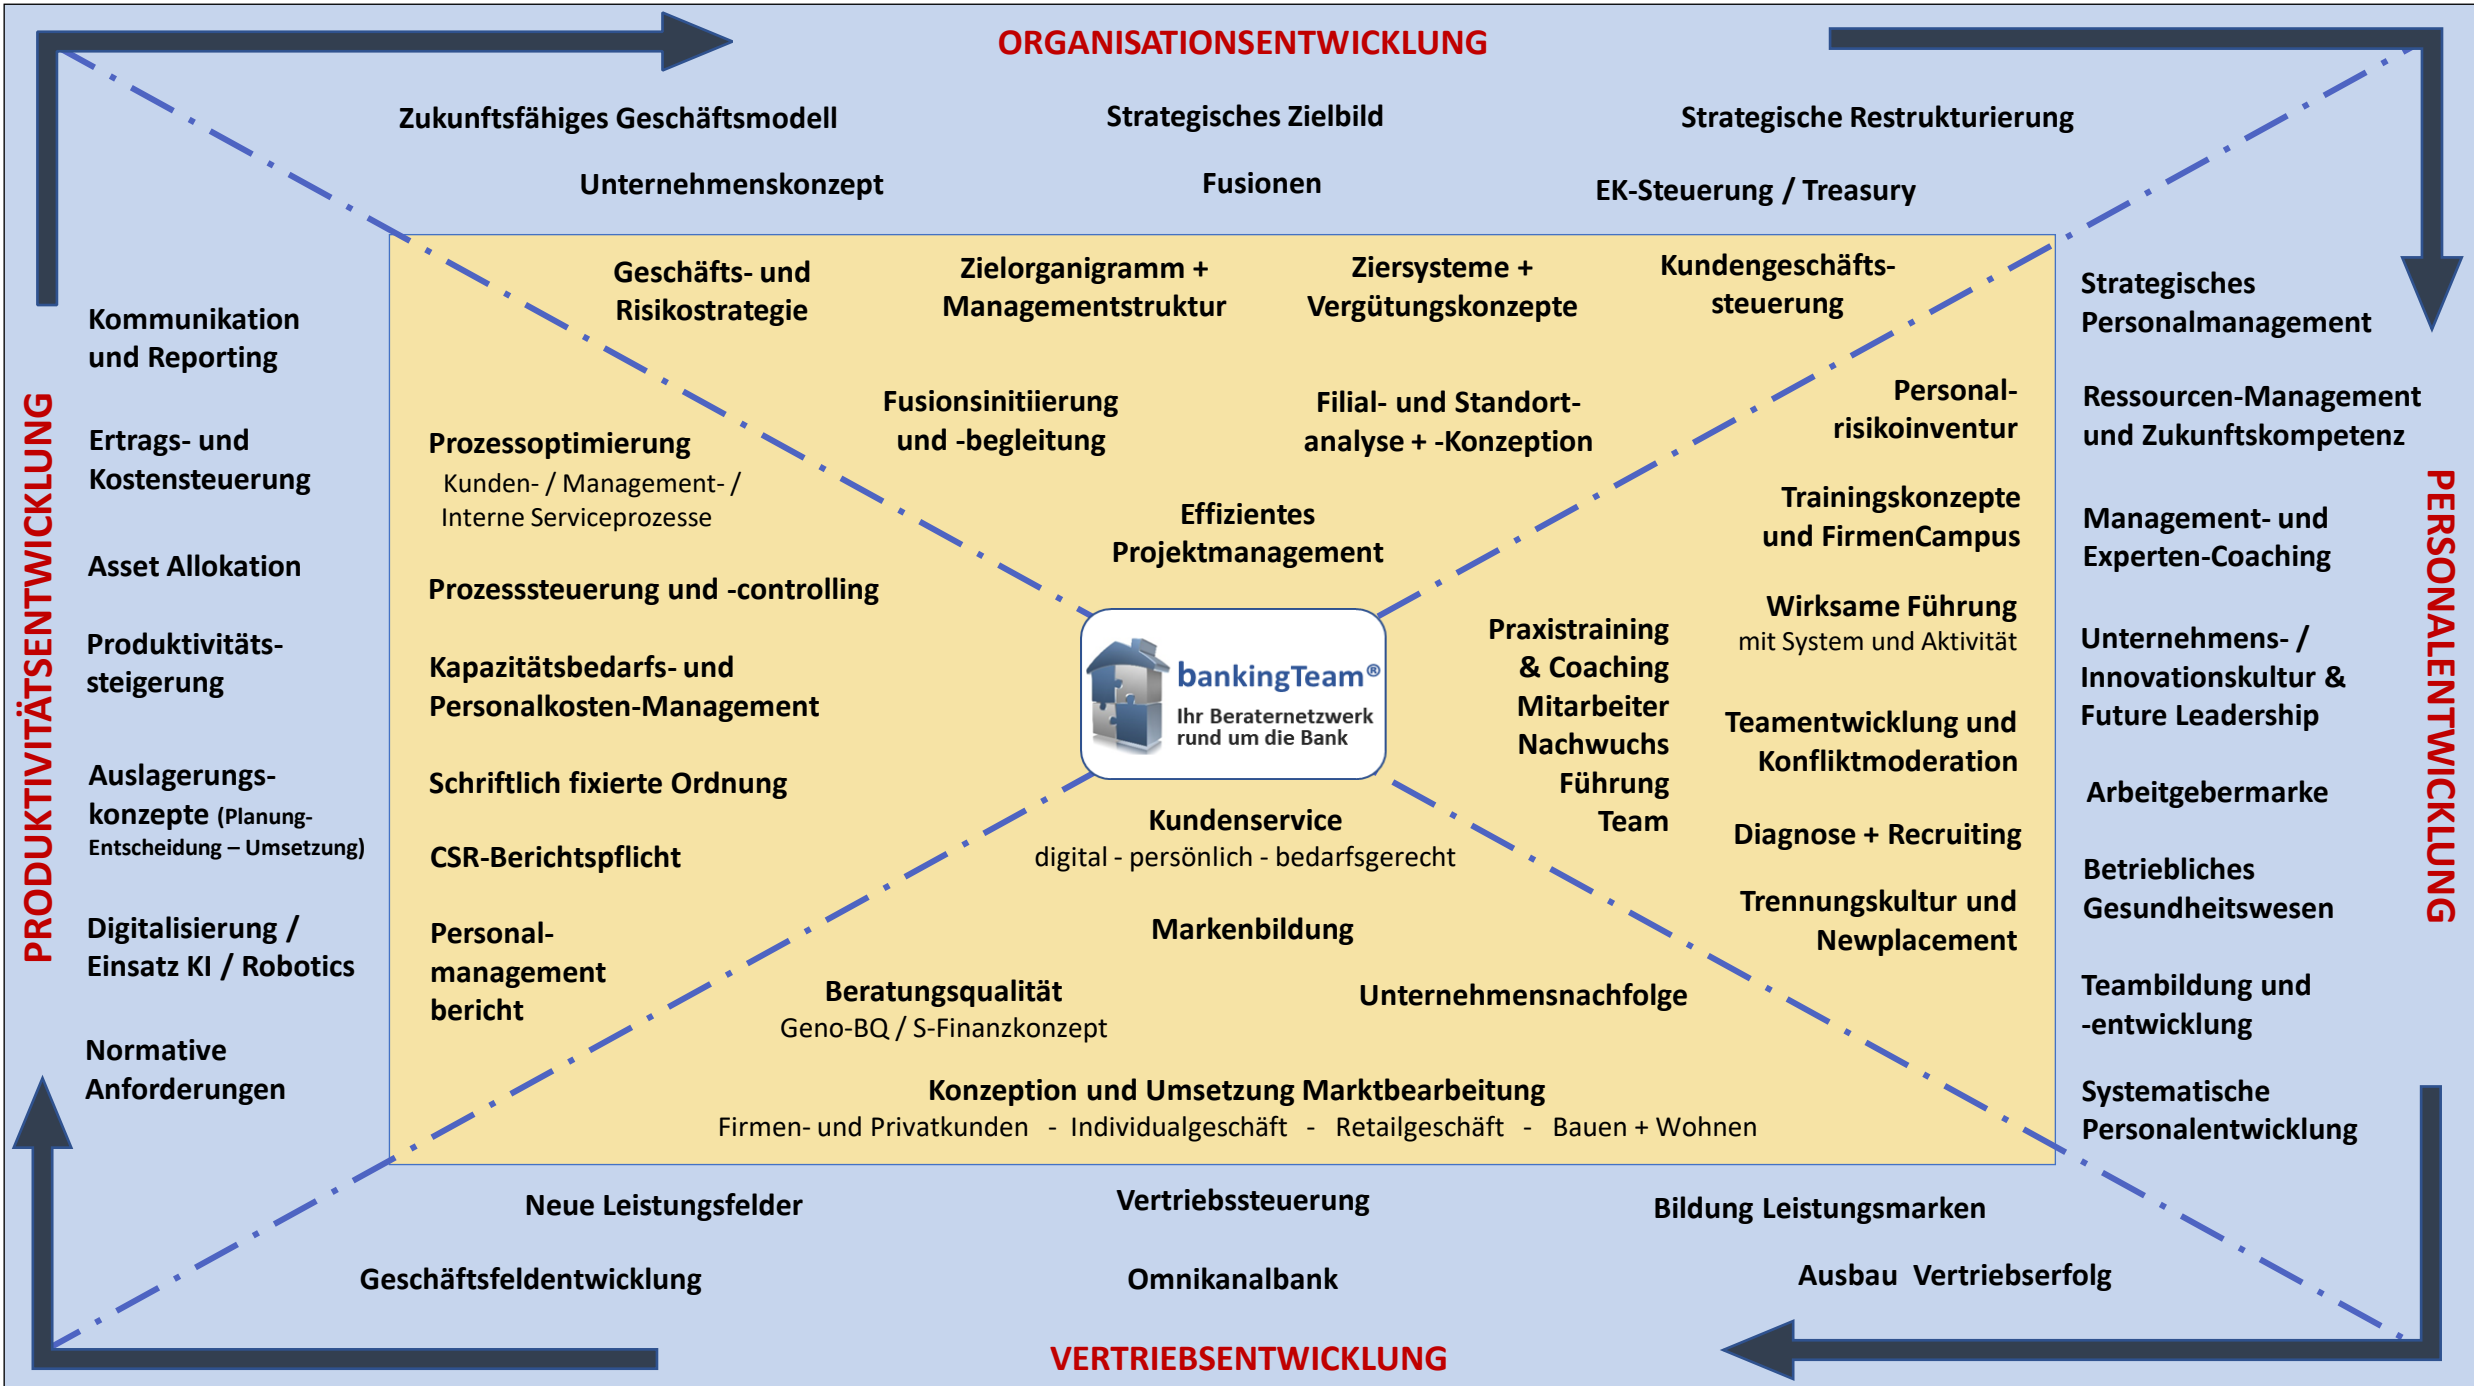 ORGANISATIONSENTWICKLUNG
Zukunftsfähiges Geschäftsmodell
Strategisches Zielbild
Strategische Restrukturierung
Unternehmenskonzept
Fusionen
EK-Steuerung / Treasury
Geschäfts- und
Risikostrategie
Zielorganigramm +
Managementstruktur
Ziersysteme +
Vergütungskonzepte
Kundengeschäfts-
steuerung
Fusionsinitiierung
und -begleitung
Filial- und Standort-
analyse + -Konzeption
Effizientes
Projektmanagement
PRODUKTIVITÄTSENTWICKLUNG
Kommunikation
und Reporting
Ertrags- und
Kostensteuerung
Asset Allokation
Produktivitäts-
steigerung
Auslagerungs-
konzepte (Planung-
Entscheidung – Umsetzung)
Digitalisierung /
Einsatz KI / Robotics
Normative
Anforderungen
Prozessoptimierung
Kunden- / Management- /
Interne Serviceprozesse
Prozesssteuerung und -controlling
Kapazitätsbedarfs- und
Personalkosten-Management
Schriftlich fixierte Ordnung
CSR-Berichtspflicht
Personal-
management
bericht
bankingTeam®
Ihr Beraternetzwerk
rund um die Bank
Personal-
risikoinventur
Trainingskonzepte
und FirmenCampus
Wirksame Führung
mit System und Aktivität
Praxistraining
& Coaching
Mitarbeiter
Nachwuchs
Führung
Team
Teamentwicklung und
Konfliktmoderation
Diagnose + Recruiting
Trennungskultur und
Newplacement
Strategisches
Personalmanagement
Ressourcen-Management
und Zukunftskompetenz
Management- und
Experten-Coaching
Unternehmens- /
Innovationskultur &
Future Leadership
Arbeitgebermarke
Betriebliches
Gesundheitswesen
Teambildung und
-entwicklung
Systematische
Personalentwicklung
PERSONALENTWICKLUNG
Kundenservice
digital - persönlich - bedarfsgerecht
Markenbildung
Beratungsqualität
Geno-BQ / S-Finanzkonzept
Unternehmensnachfolge
Konzeption und Umsetzung Marktbearbeitung
Firmen- und Privatkunden - Individualgeschäft - Retailgeschäft - Bauen + Wohnen
Neue Leistungsfelder
Vertriebssteuerung
Bildung Leistungsmarken
Geschäftsfeldentwicklung
Omnikanalbank
Ausbau Vertriebserfolg
VERTRIEBSENTWICKLUNG